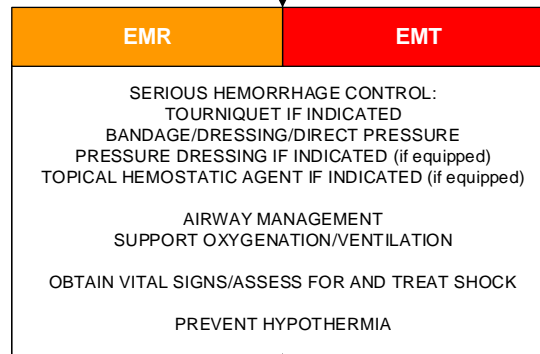 EMR EMT
SERIOUS HEMORRHAGE CONTROL:
TOURNIQUET IF INDICATED
BANDAGE/DRESSING/DIRECT PRESSURE
PRESSURE DRESSING IF INDICATED (if equipped)
TOPICAL HEMOSTATIC AGENT IF INDICATED (if equipped)
AIRWAY MANAGEMENT
SUPPORT OXYGENATION/VENTILATION
OBTAIN VITAL SIGNS/ASSESS FOR AND TREAT SHOCK
PREVENT HYPOTHERMIA